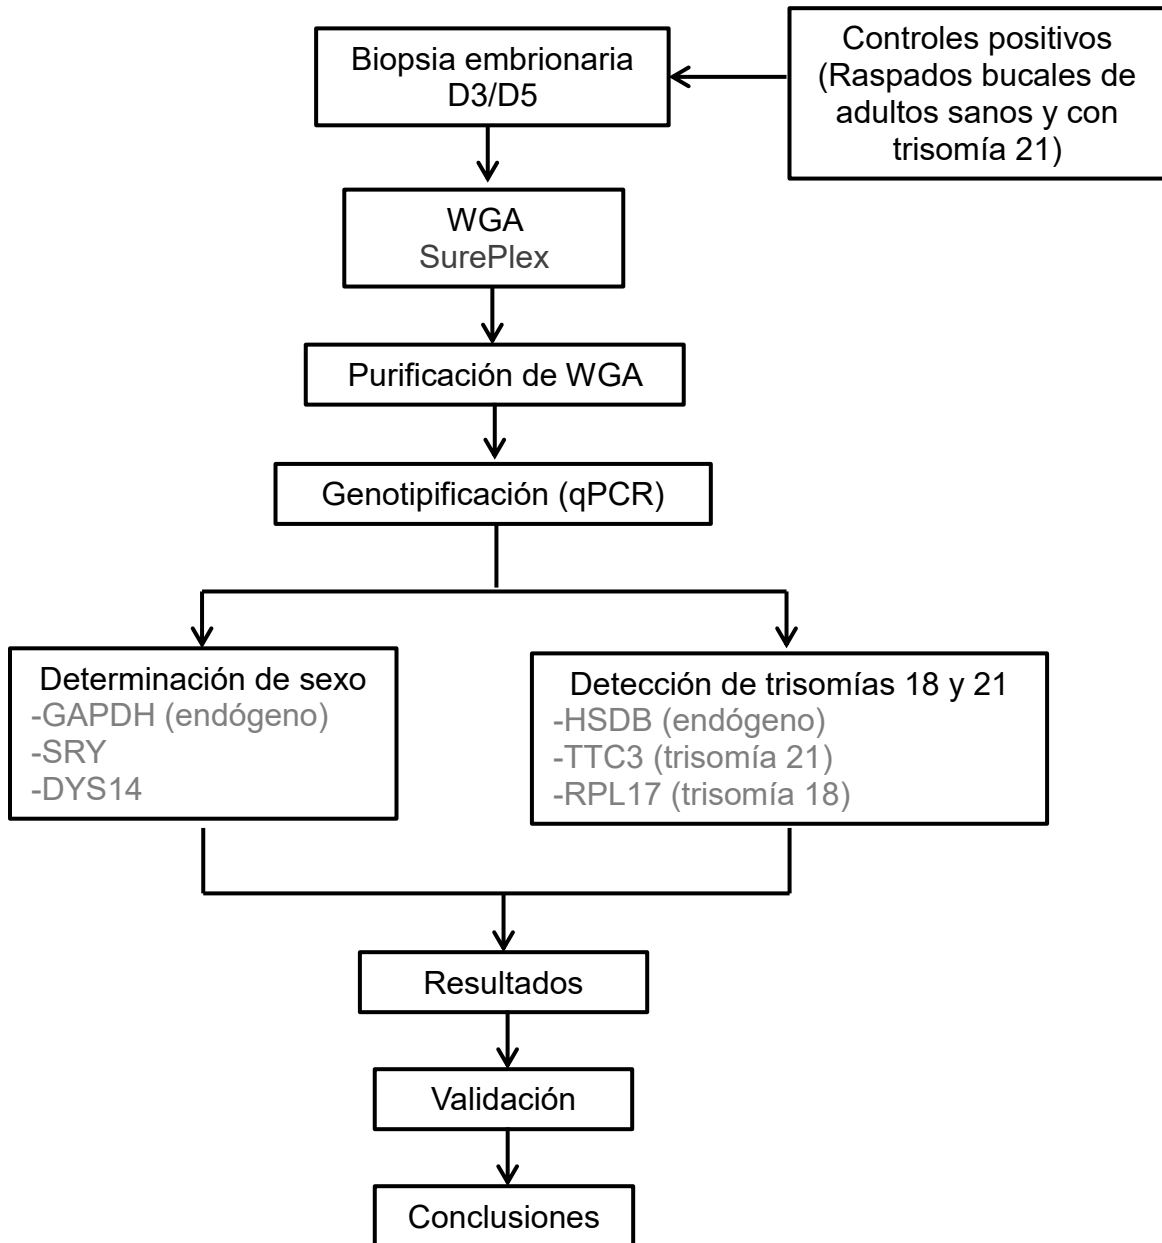 Biopsia embrionaria
D3/D5
Controles positivos
(Raspados bucales de
adultos sanos y con
trisomía 21)
WGA
SurePlex
Purificación de WGA
Genotipificación (qPCR)
Determinación de sexo
-GAPDH (endógeno)
-SRY
-DYS14
Detección de trisomías 18 y 21
-HSDB (endógeno)
-TTC3 (trisomía 21)
-RPL17 (trisomía 18)
Resultados
Validación
Conclusiones